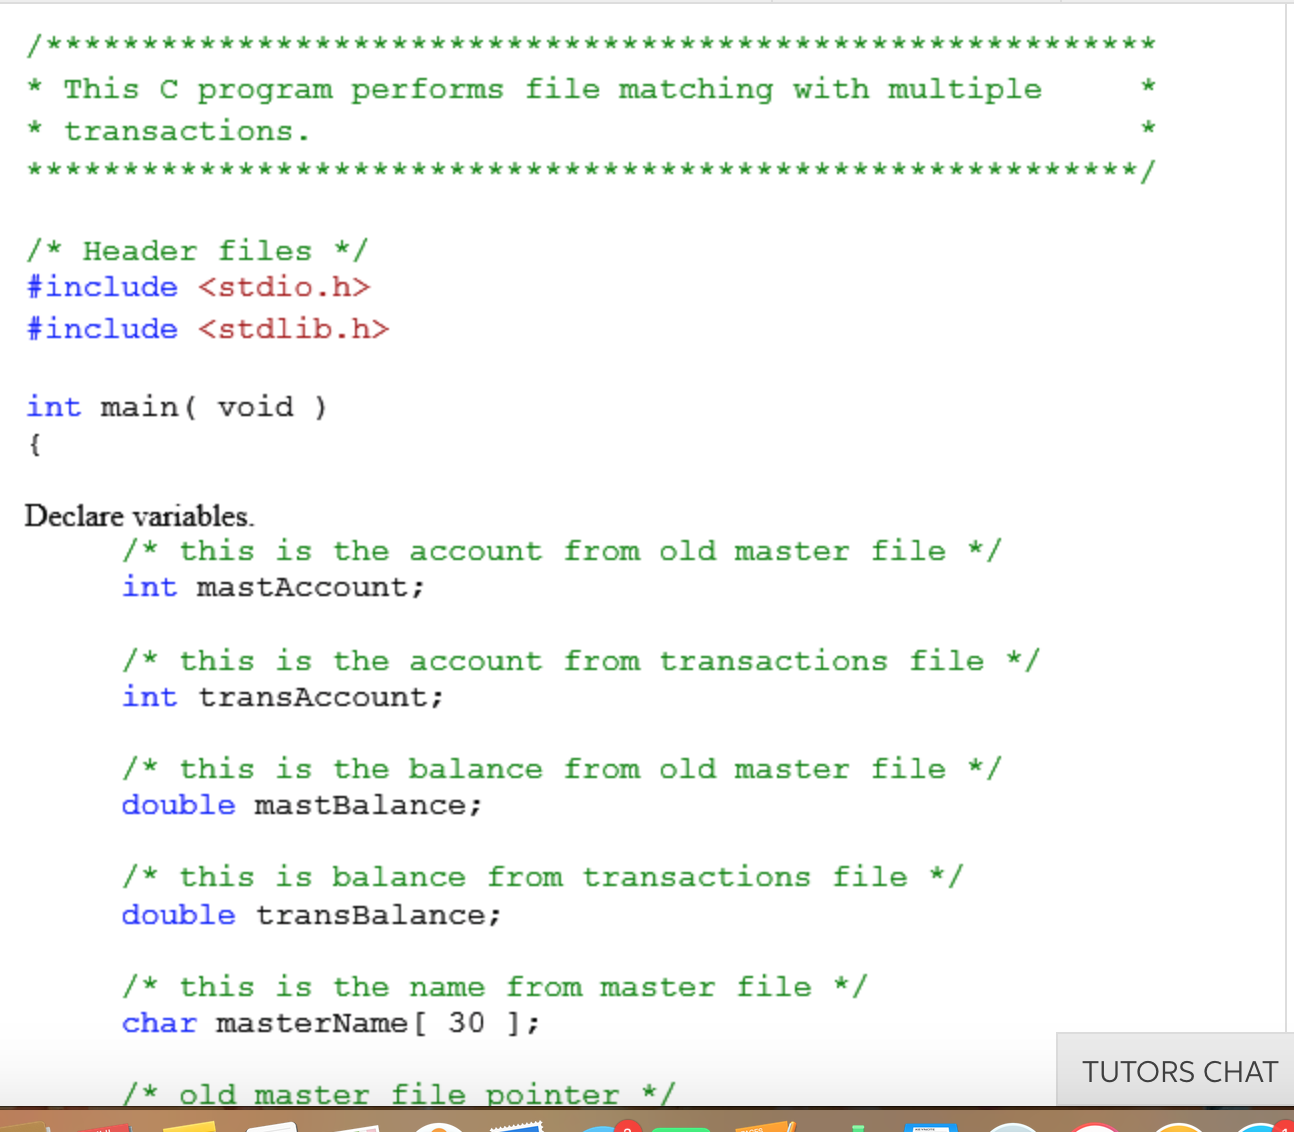 /**********************************************************
* This C program performs file matching with multiple *
* transactions. *
**********************************************************/
/* Header files */
#include <stdio.h>
#include <stdlib.h>
int main( void )
{
Declare variables.
/* this is the account from old master file */
int mastAccount;
/* this is the account from transactions file */
int transAccount;
/* this is the balance from old master file */
double mastBalance;
/* this is balance from transactions file */
double transBalance;
/* this is the name from master file */
char masterName[ 30 ];
TUTORS CHAT
/* old master file pointer */